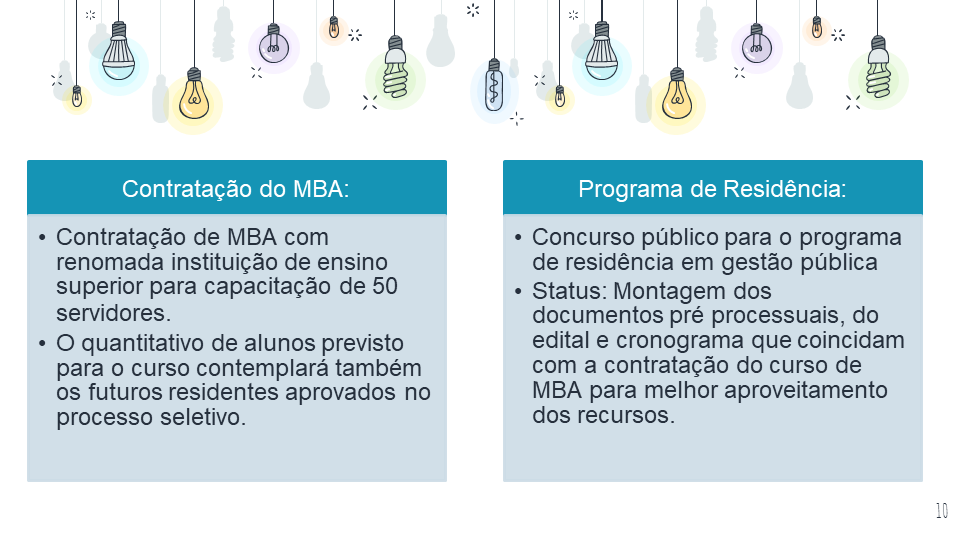 Contratação do MBA:
• Contratação de MBA com
renomada instituição de ensino
superior para capacitação de 50
servidores.
• O quantitativo de alunos previsto
para o curso contemplará também
os futuros residentes aprovados no
processo seletivo.
Programa de Residência:
• Concurso público para o programa
de residência em gestão pública
• Status: Montagem dos
documentos pré processuais, do
edital e cronograma que coincidam
com a contratação do curso de
MBA para melhor aproveitamento
dos recursos.
10